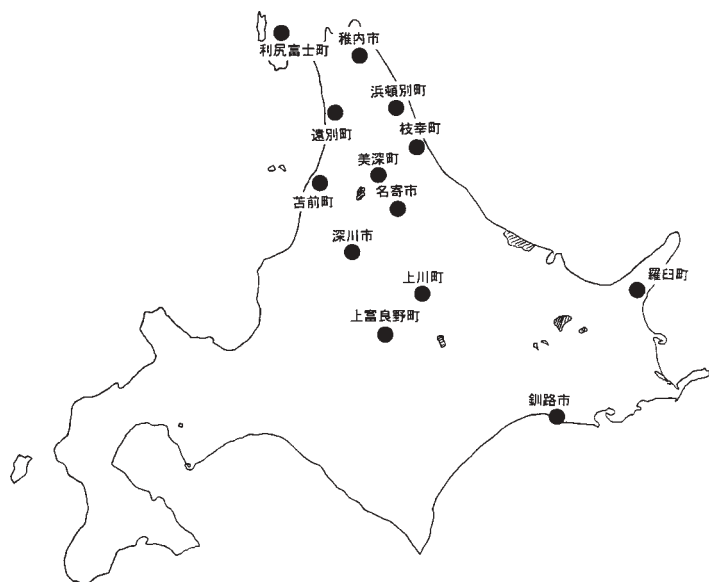 稚内市
利尻富士町
浜頓別町
遠別町
枝幸町
美深町
名寄市
苫前町
深川市
羅臼町
上川町
上富良野町
釧路市